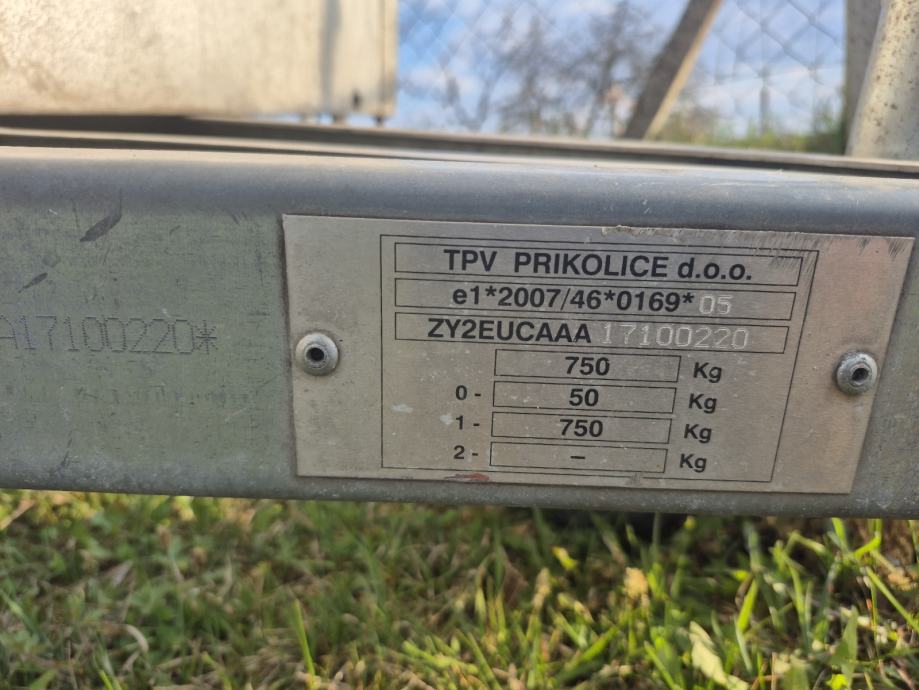 TPV PRIKOLICE d.o.o.
e1*2007/46*0169*05
ZY2EUCAAA17100220
750 Kg
0- 50 Kg
1- 750 Kg
2- – Kg
A17100220*